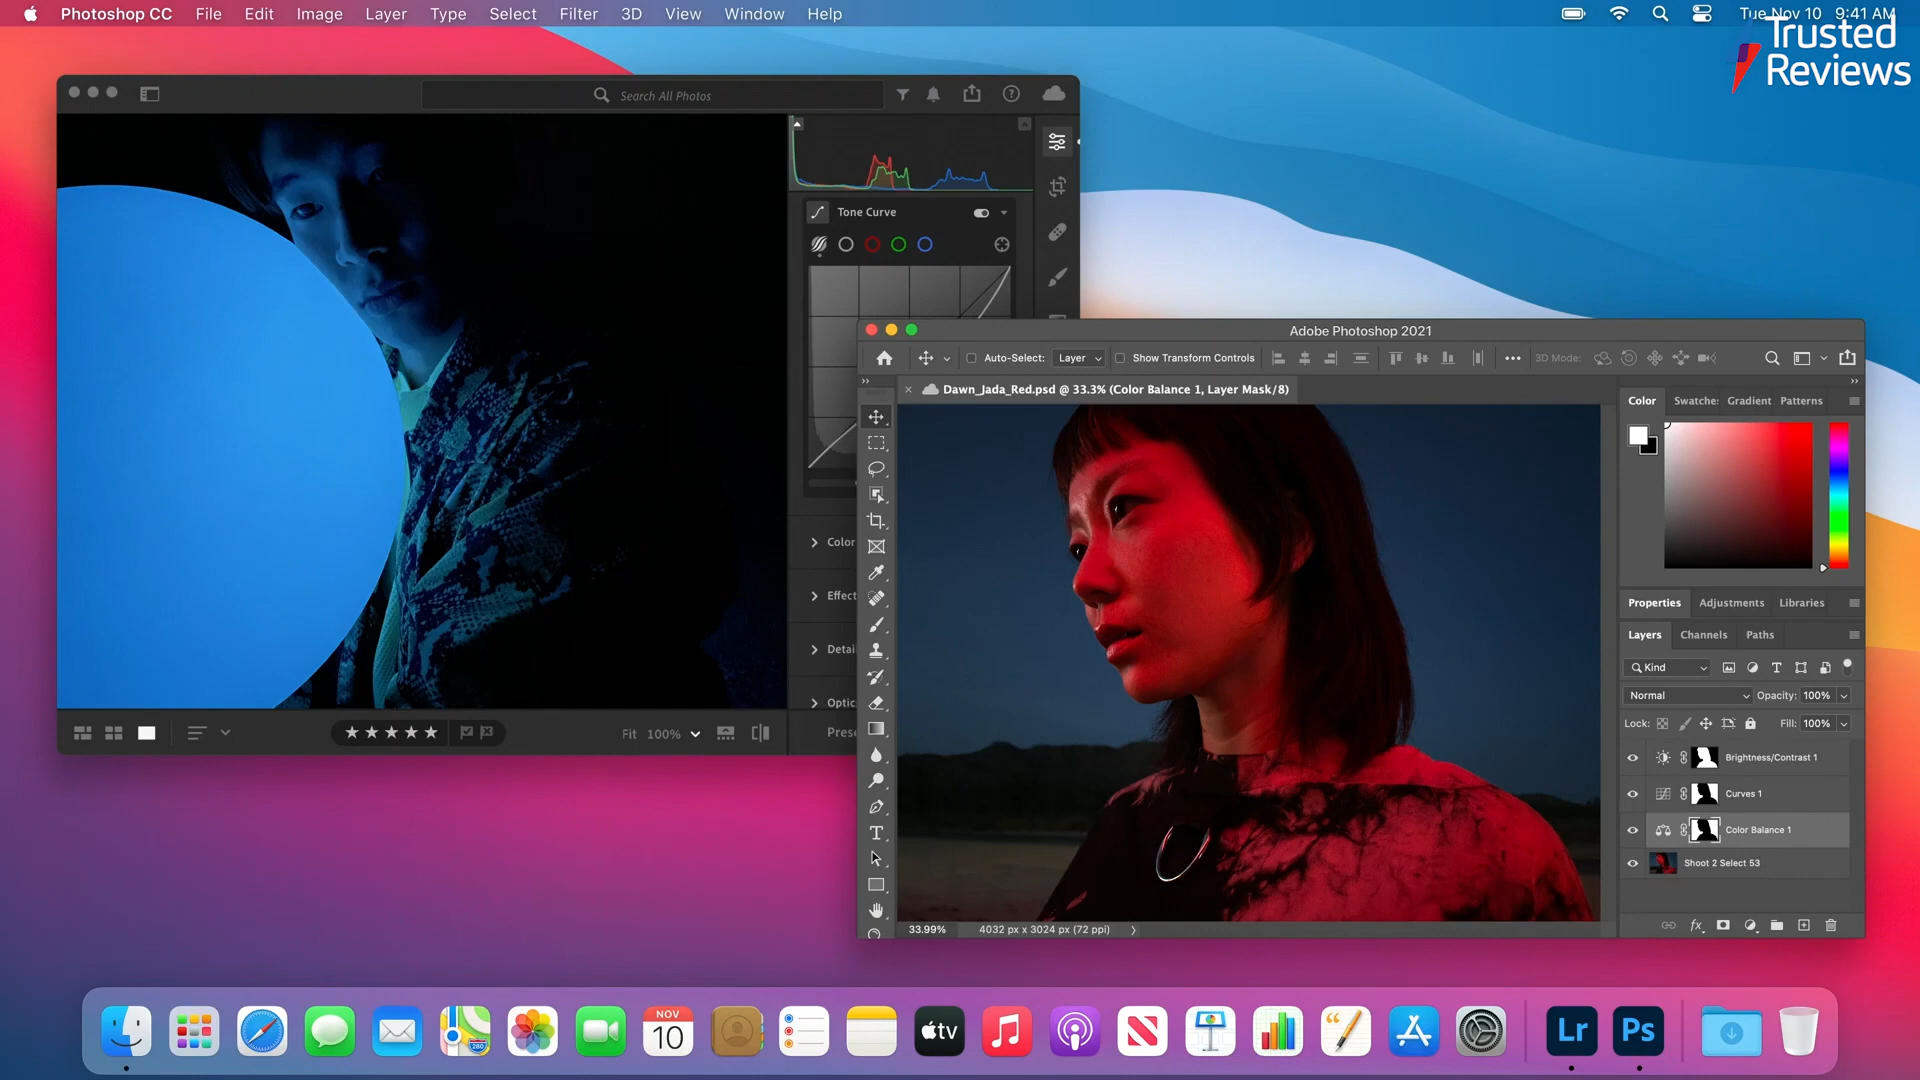 Photoshop CC File Edit Image Layer Type Select Filter 3D View Window Help Tue Nov 10 9:41 AM
Trusted
Reviews
Search All Photos
Tone Curve
Color
Effect
Detai
Optic
Fit 100%
Prese
Adobe Photoshop 2021
Auto-Select: Layer Show Transform Controls 3D Mode:
Dawn_Jada_Red.psd @ 33.3% (Color Balance 1, Layer Mask/8)
Color Swatches Gradient Patterns
Properties Adjustments Libraries
Layers Channels Paths
Kind
Normal Opacity: 100%
Lock: Fill: 100%
Brightness/Contrast 1
Curves 1
Color Balance 1
Shoot 2 Select 53
fx
33.99% 4032 px x 3024 px (72 ppi)
NOV
10
280
tv
Lr
Ps